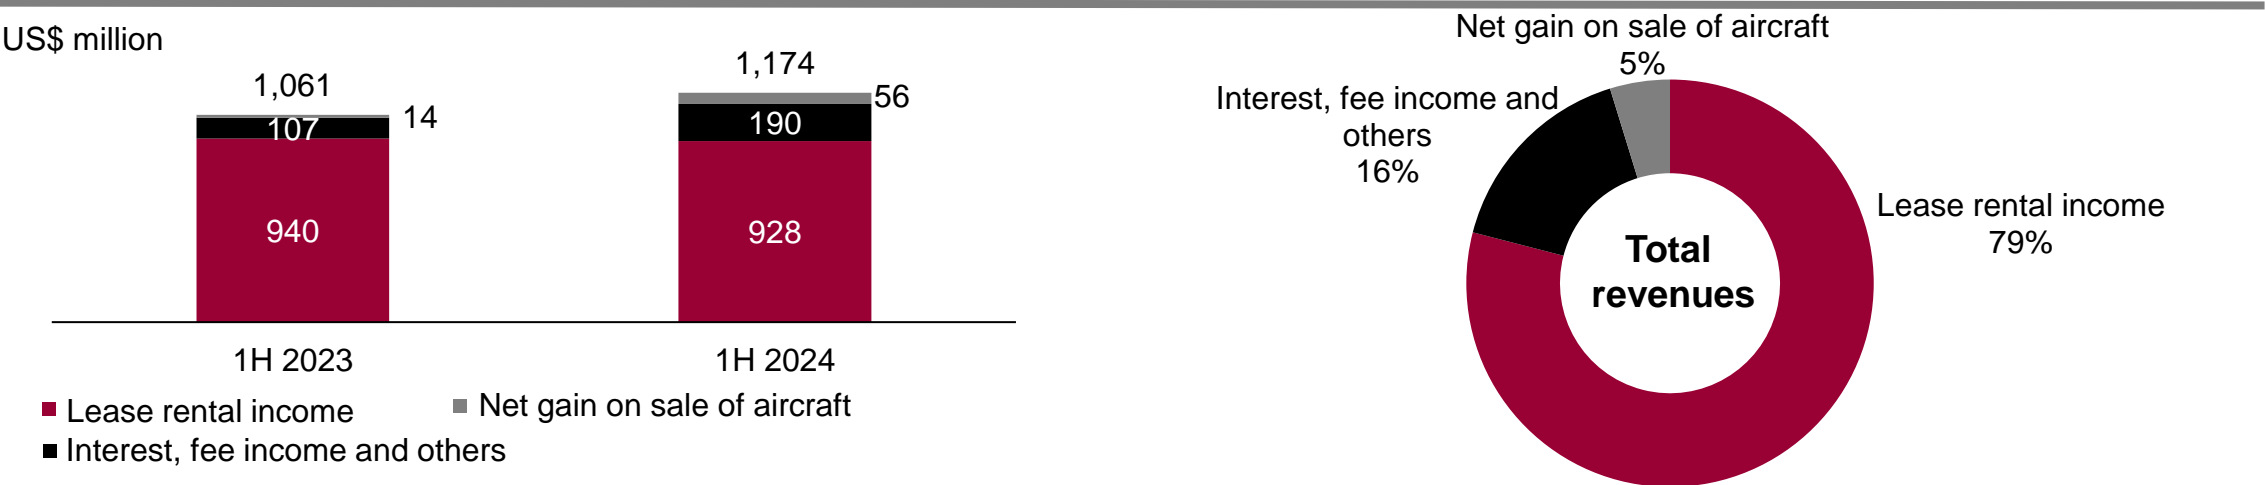 US$ million
1,061
14
107
940
1,174
56
190
928
1H 2023
1H 2024
Lease rental income
Net gain on sale of aircraft
Interest, fee income and others
Net gain on sale of aircraft
5%
Interest, fee income and
others
16%
Lease rental income
79%
Total
revenues